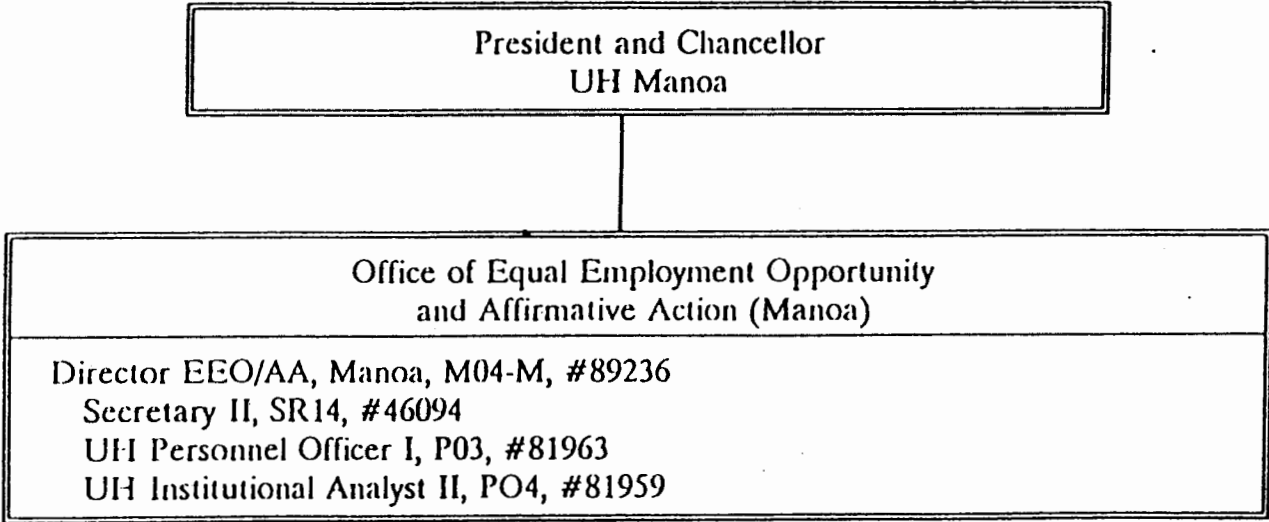 President and Chancellor
UH Manoa
Office of Equal Employment Opportunity
and Affirmative Action (Manoa)
Director EEO/AA, Manoa, M04-M, #89236
Secretary II, SR14, #46094
UH Personnel Officer I, P03, #81963
UH Institutional Analyst II, PO4, #81959